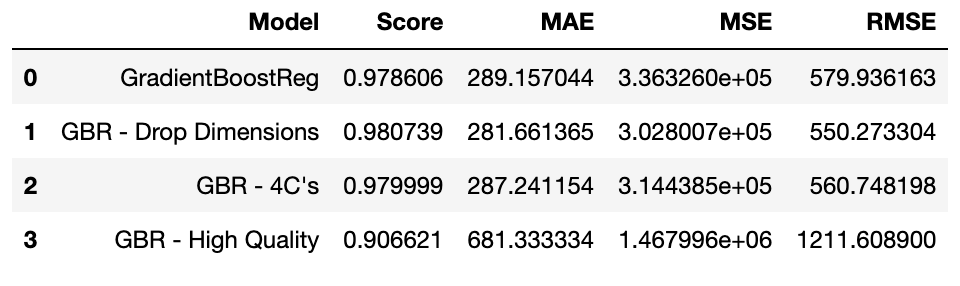 Model Score MAE MSE RMSE
0 GradientBoostReg 0.978606 289.157044 3.363260e+05 579.936163
1 GBR - Drop Dimensions 0.980739 281.661365 3.028007e+05 550.273304
2 GBR - 4C's 0.979999 287.241154 3.144385e+05 560.748198
3 GBR - High Quality 0.906621 681.333334 1.467996e+06 1211.608900